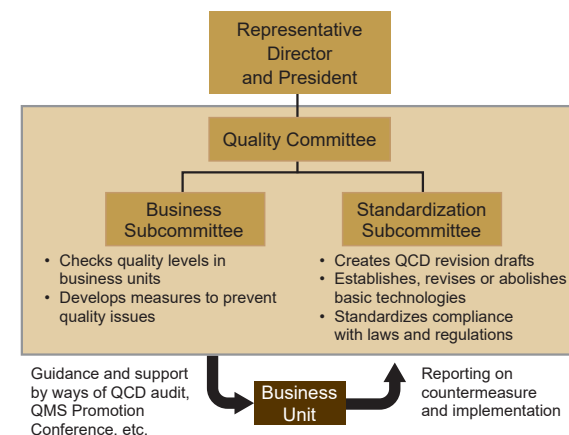 Representative
Director
and President
Quality Committee
Business
Subcommittee
• Checks quality levels in
business units
• Develops measures to prevent
quality issues
Standardization
Subcommittee
• Creates QCD revision drafts
• Establishes, revises or abolishes
basic technologies
• Standardizes compliance
with laws and regulations
Guidance and support
by ways of QCD audit,
QMS Promotion
Conference, etc.
Business
Unit
Reporting on
countermeasure
and implementation